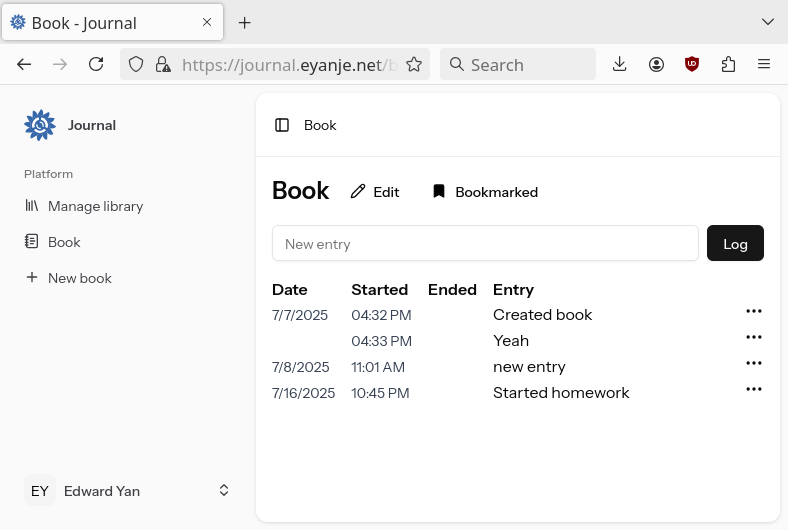 Book - Journal
https://journal.eyanje.net/b
Search
Journal
Platform
Manage library
Book
New book
EY Edward Yan
Book
Book Edit Bookmarked
New entry Log
Date Started Ended Entry
7/7/2025 04:32 PM Created book
04:33 PM Yeah
7/8/2025 11:01 AM new entry
7/16/2025 10:45 PM Started homework